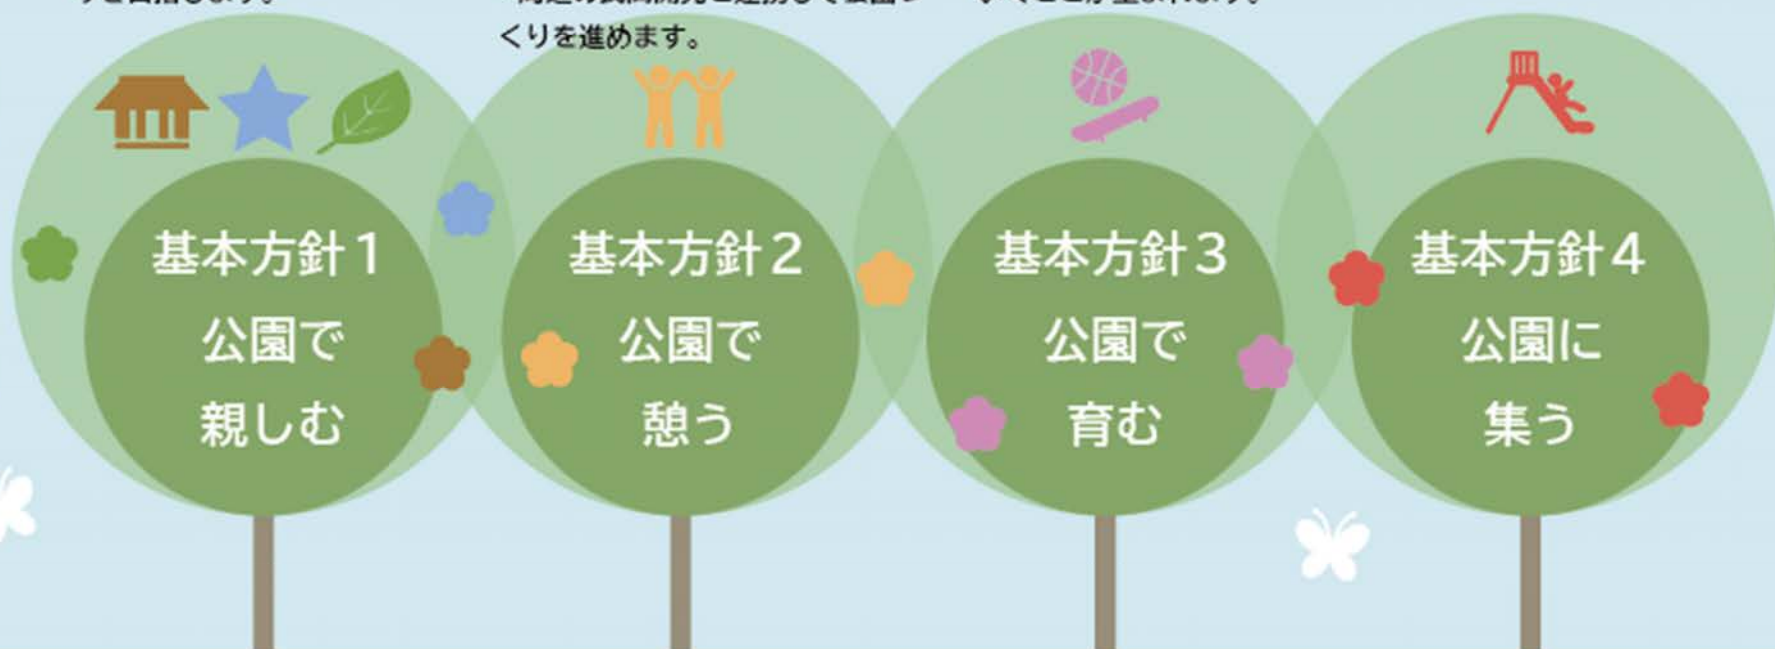 くりを進めます。
基本方針1
公園で
親しむ
基本方針2
公園で
憩う
基本方針3
公園で
育む
基本方針4
公園に
集う